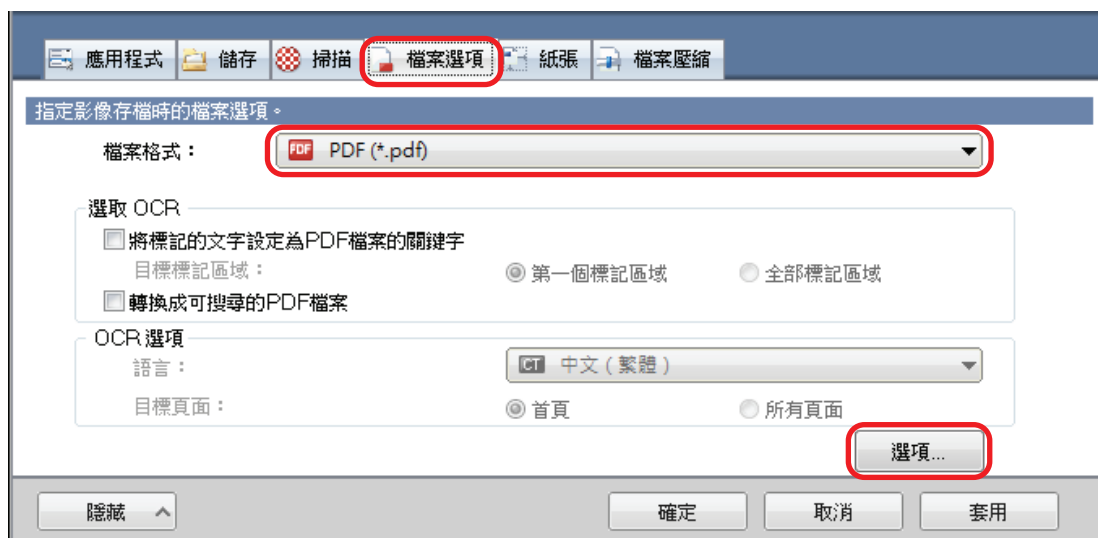 應用程式 儲存 掃描 檔案選項 紙張 檔案壓縮
指定影像存檔時的檔案選項。
檔案格式： PDF PDF (*.pdf)
選取 OCR
將標記的文字設定為PDF檔案的關鍵字
目標標記區域： 第一個標記區域 全部標記區域
轉換成可搜尋的PDF檔案
OCR 選項
語言： CT 中文 ( 繁體 )
目標頁面： 首頁 所有頁面
選項...
隱藏 確定 取消 套用